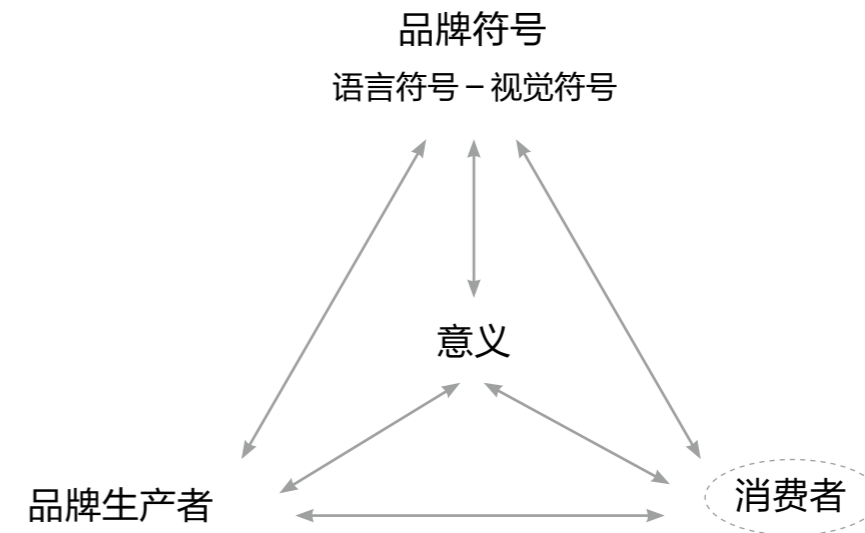 品牌符号
语言符号 – 视觉符号
意义
品牌生产者
消费者